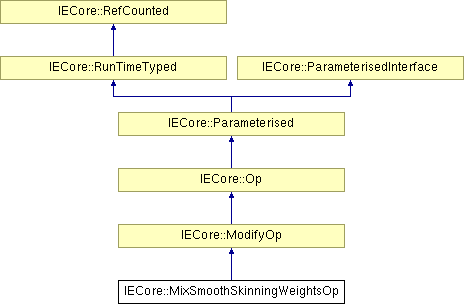 IECore::RefCounted
IECore::RunTimeTyped
IECore::ParameterisedInterface
IECore::Parameterised
IECore::Op
IECore::ModifyOp
IECore::MixSmoothSkinningWeightsOp